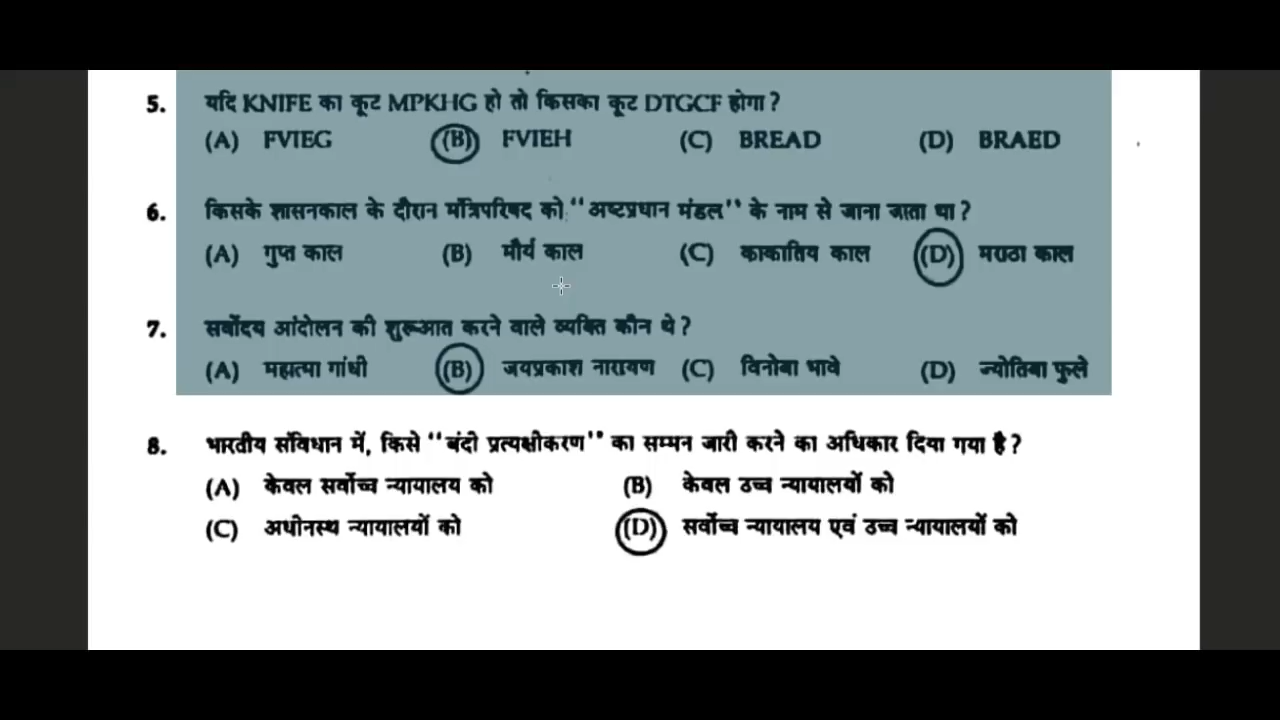 5. यदि KNIFE का कूट MPKHG हो तो किसका कूट DTGCF होगा ?
(A) FVIEG (B) FVIEH (C) BREAD (D) BRAED
6. किसके शासनकाल के दौरान मंत्रिपरिषद को "अष्टप्रधान मंडल" के नाम से जाना जाता था ?
(A) गुप्त काल (B) मौर्य काल (C) काकातिय काल (D) मराठा काल
7. सर्वोदय आंदोलन की शुरूआत करने वाले व्यक्ति कौन थे ?
(A) महात्मा गांधी (B) जयप्रकाश नारायण (C) विनोबा भावे (D) ज्योतिबा फुले
8. भारतीय संविधान में, किसे "बंदी प्रत्यक्षीकरण" का सम्मन जारी करने का अधिकार दिया गया है ?
(A) केवल सर्वोच्च न्यायालय को (B) केवल उच्च न्यायालयों को
(C) अधीनस्थ न्यायालयों को (D) सर्वोच्च न्यायालय एवं उच्च न्यायालयों को